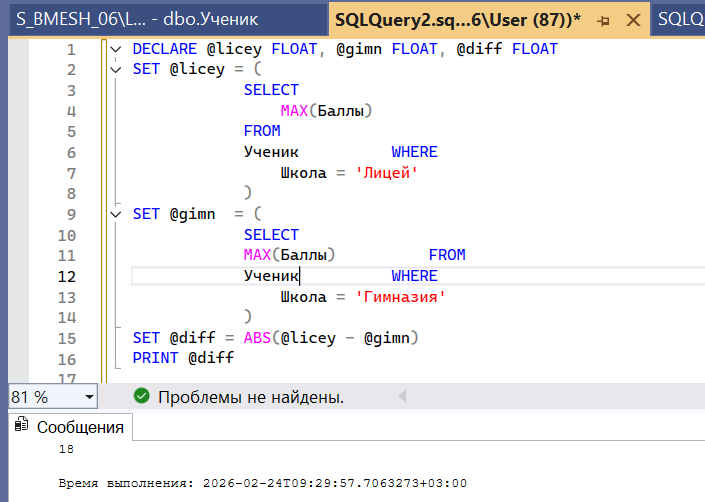 S_BMESH_06\L... - dbo.Ученик SQLQuery2.sq...6\User (87))* SQLQ
1 DECLARE @licey FLOAT, @gimn FLOAT, @diff FLOAT
2 SET @licey = (
3 SELECT
4 MAX(Баллы)
5 FROM
6 Ученик WHERE
7 Школа = 'Лицей'
8 )
9 SET @gimn = (
10 SELECT
11 MAX(Баллы) FROM
12 Ученик WHERE
13 Школа = 'Гимназия'
14 )
15 SET @diff = ABS(@licey - @gimn)
16 PRINT @diff
17
81 % Проблемы не найдены.
Сообщения
18
Время выполнения: 2026-02-24T09:29:57.7063273+03:00